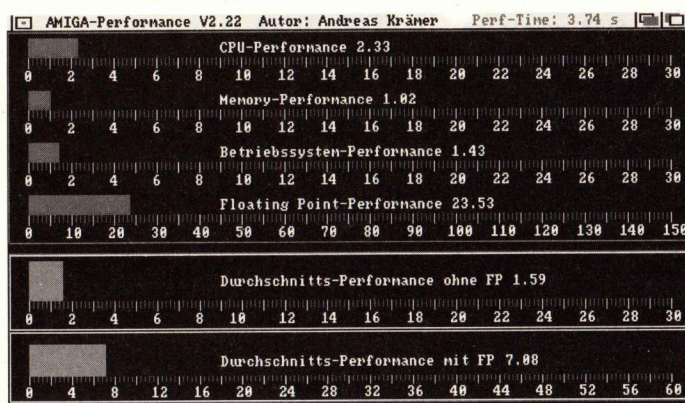 AMIGA-Performance V2.22 Autor: Andreas Krämer Perf-Time: 3.74 s
CPU-Performance 2.33
0 2 4 6 8 10 12 14 16 18 20 22 24 26 28 30
Memory-Performance 1.02
0 2 4 6 8 10 12 14 16 18 20 22 24 26 28 30
Betriebssystem-Performance 1.43
0 2 4 6 8 10 12 14 16 18 20 22 24 26 28 30
Floating Point-Performance 23.53
0 10 20 30 40 50 60 70 80 90 100 110 120 130 140 150
Durchschnitts-Performance ohne FP 1.59
0 2 4 6 8 10 12 14 16 18 20 22 24 26 28 30
Durchschnitts-Performance mit FP 7.08
0 4 8 12 16 20 24 28 32 36 40 44 48 52 56 60